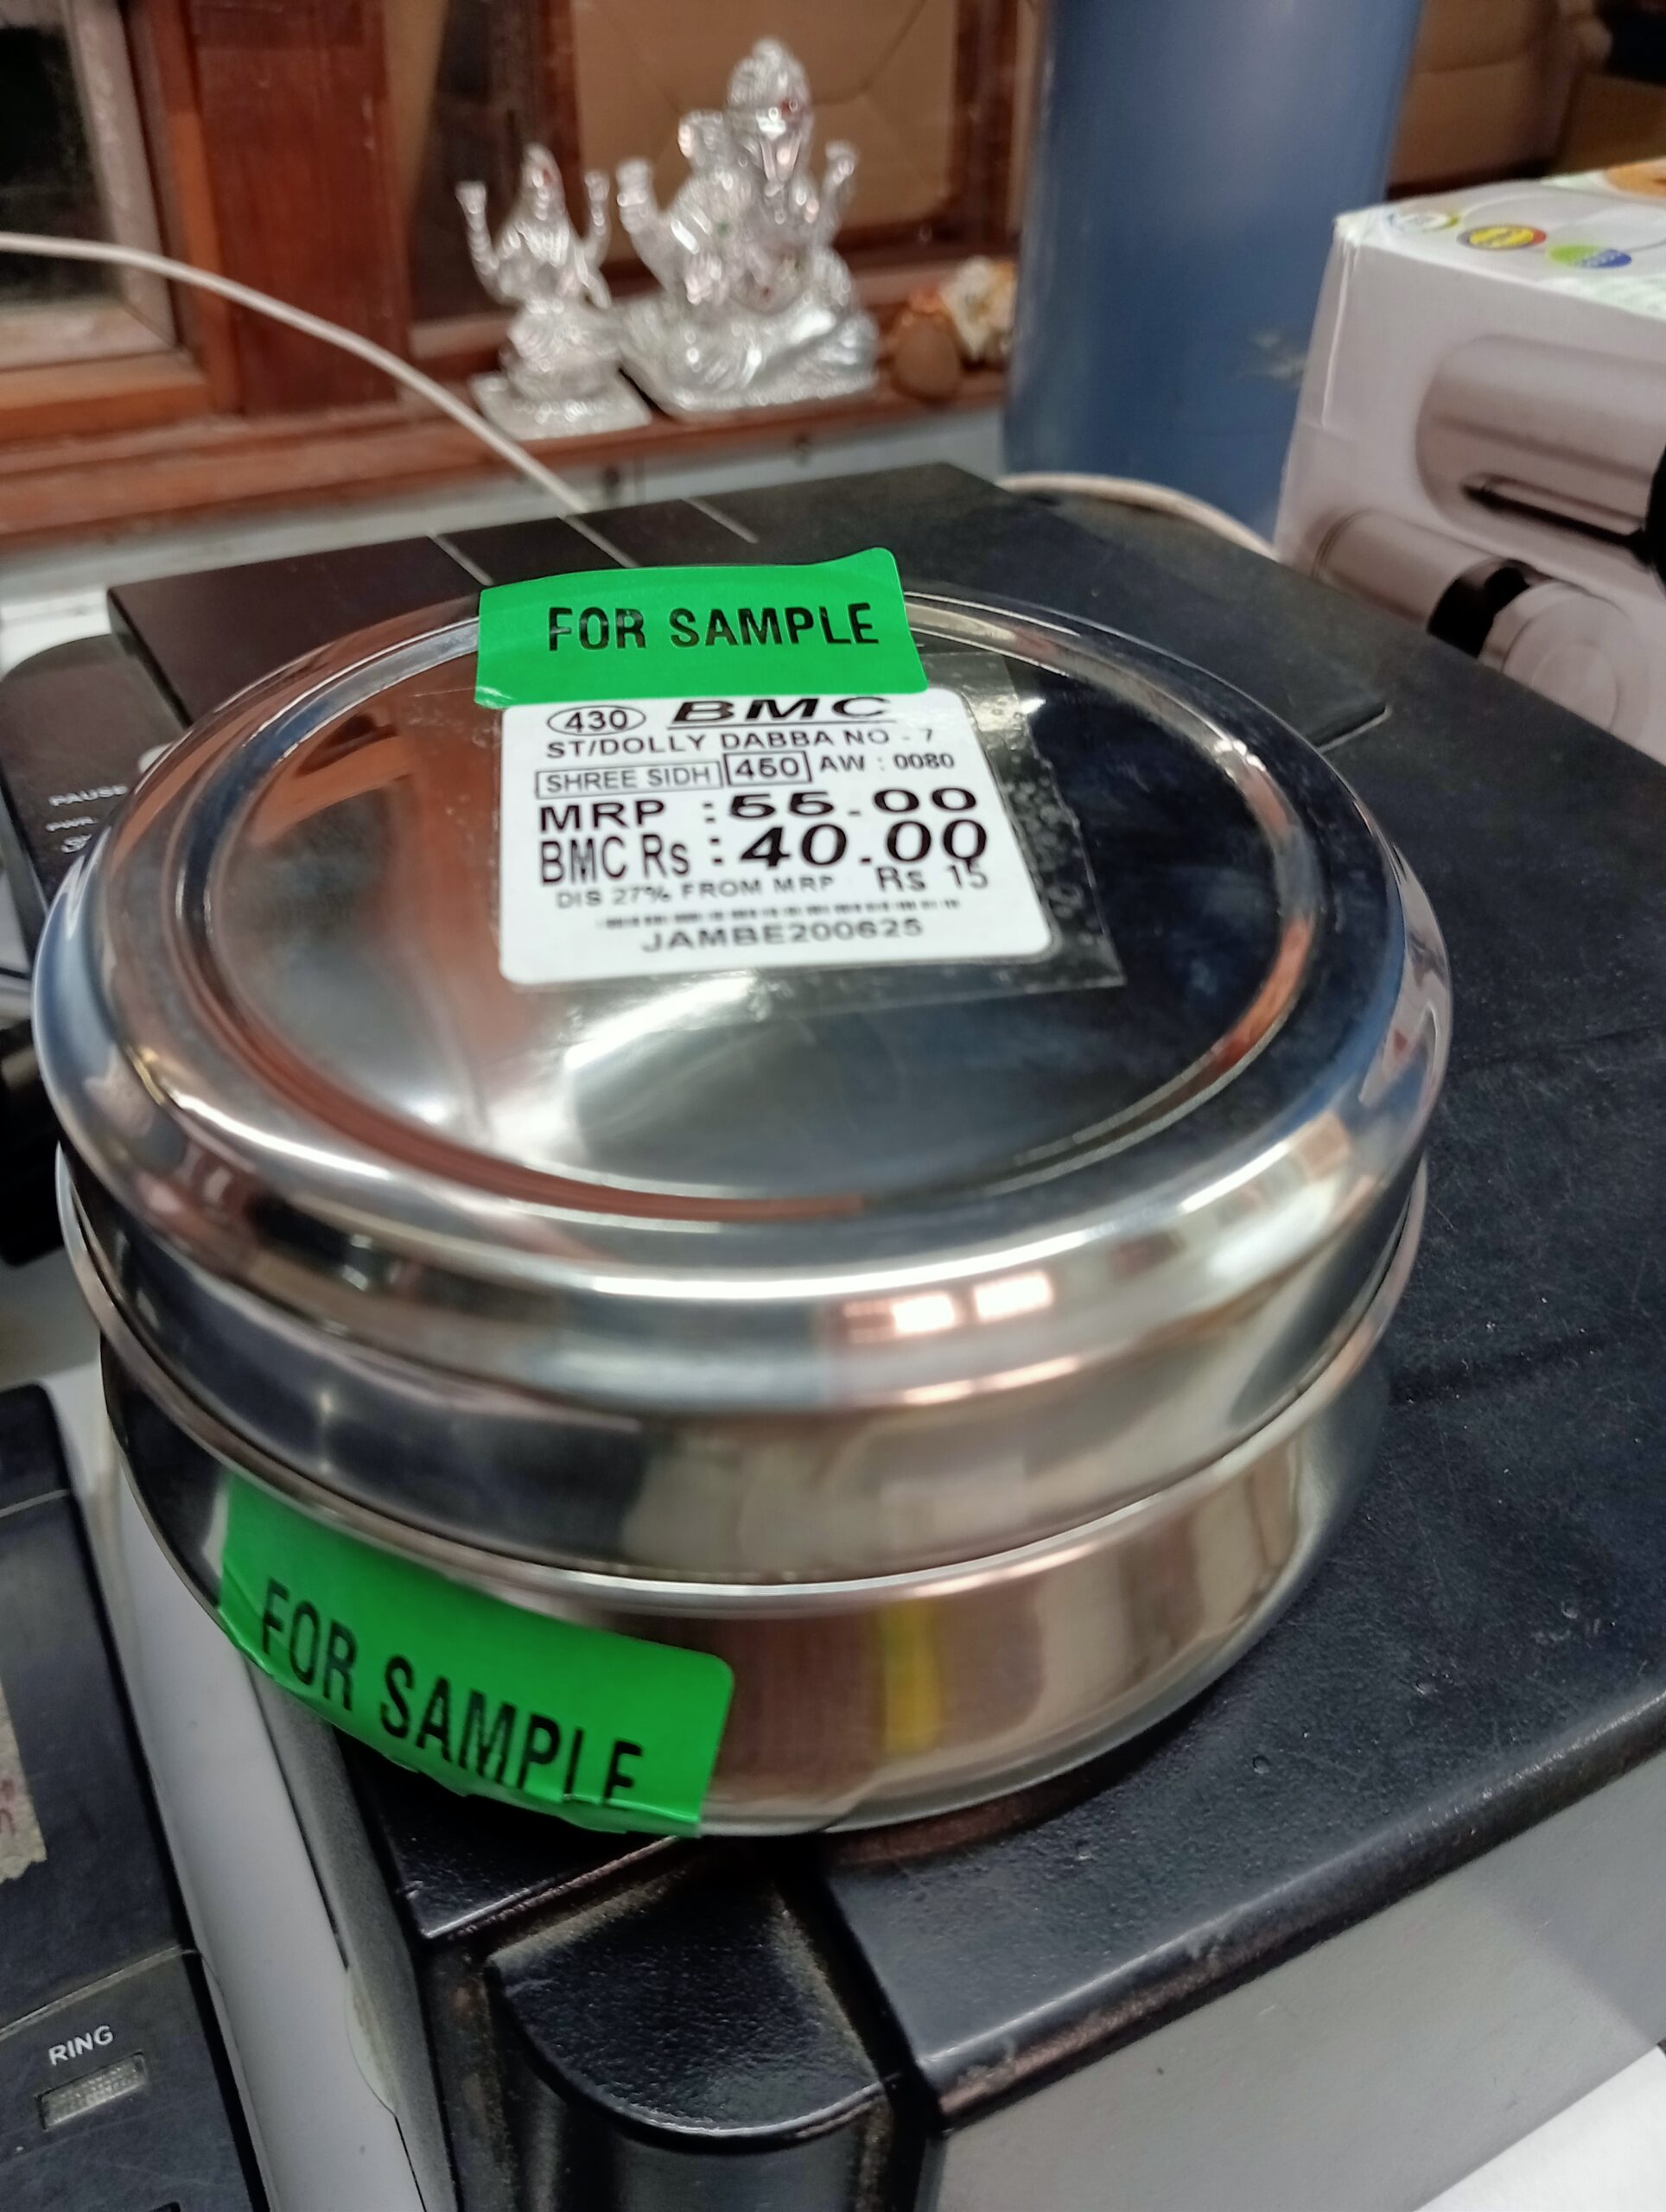 FOR SAMPLE
430 BMC
ST/DOLLY DABBA NO - 7
SHREE SIDH 450 AW : 0080
MRP : 55.00
BMC Rs : 40.00
DIS 27% FROM MRP Rs 15
JAMBE200625
FOR SAMPLE
PAUSE
RING